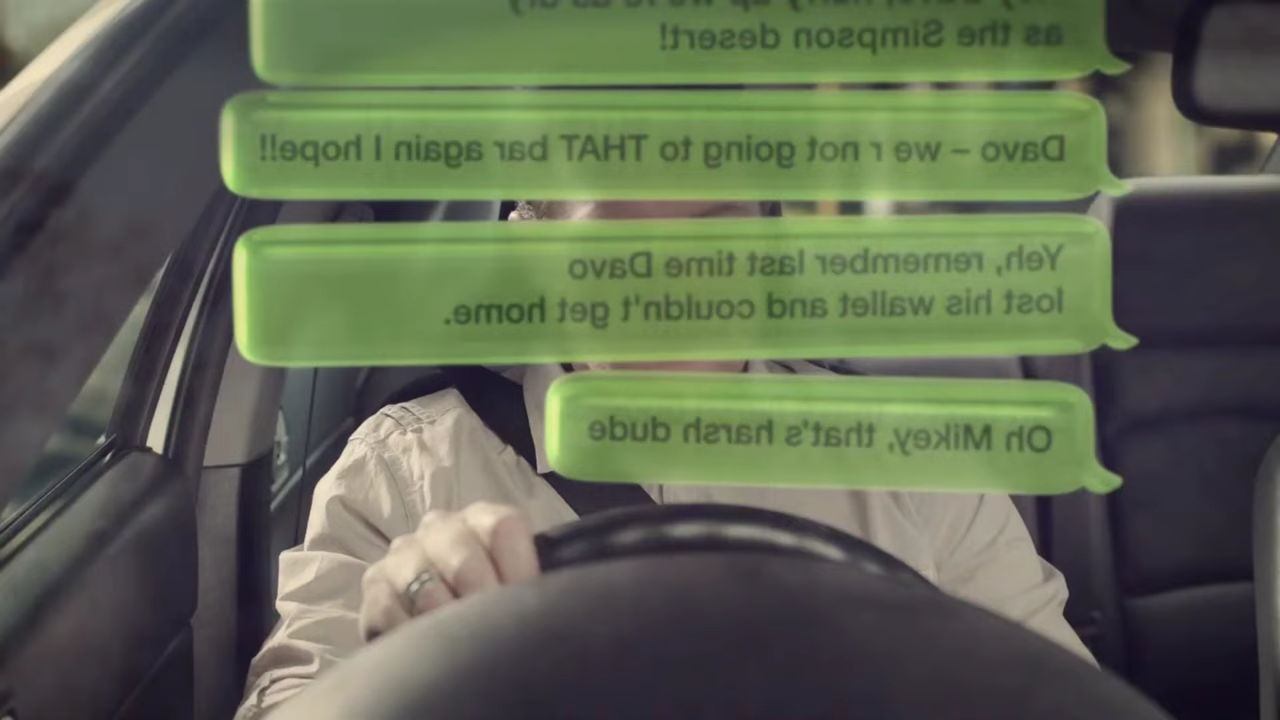 as the Simpson desert!
Davo – we r not going to THAT bar again I hope!!
Yeh, remember last time Davo
lost his wallet and couldn't get home.
Oh Mikey, that's harsh dude